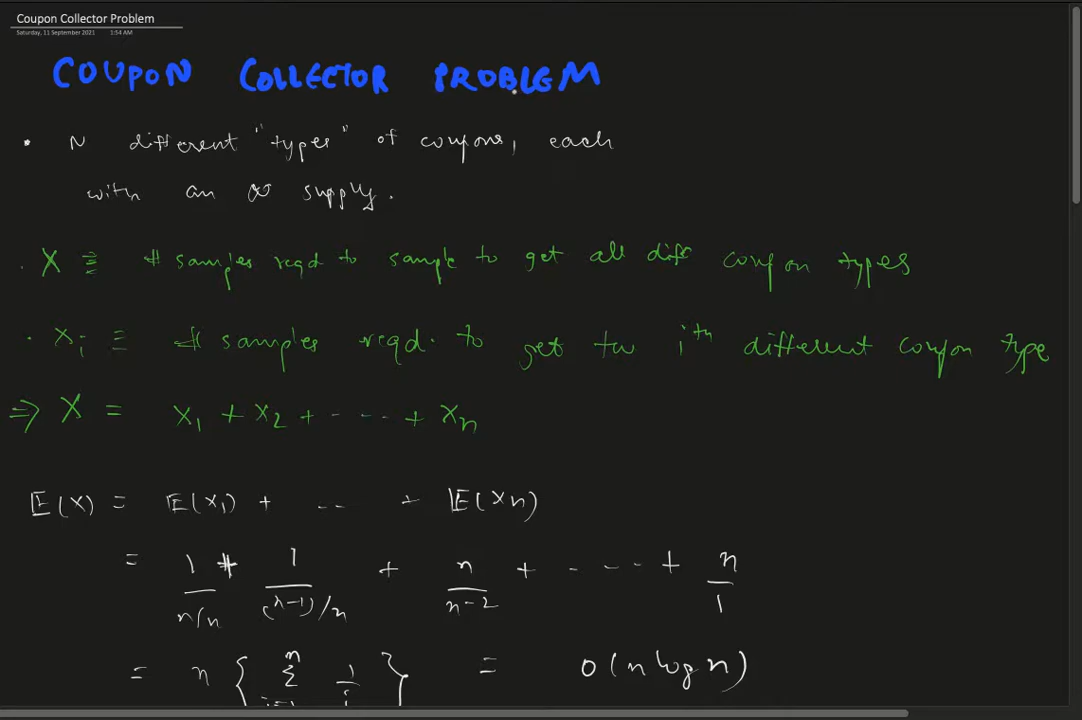 Coupon Collector Problem
Saturday, 11 September 2021 1:54 AM
COUPON COLLECTOR PROBLEM
• N different "types" of coupons, each
with an ∞ supply.
· X ≡ # samples reqd to sample to get all diff coupon types
· Xi ≡ # samples reqd. to get the ith different coupon type
⇒ X = X1 + X2 + - - - - + Xn
E(X) = E(X1) + -- + E(Xn)
= 1/(n/n) + 1/((n-1)/n) + n/(n-2) + - - - - + n/1
= n { Σ_{i=1}^{n} 1/i } = O(n log n)